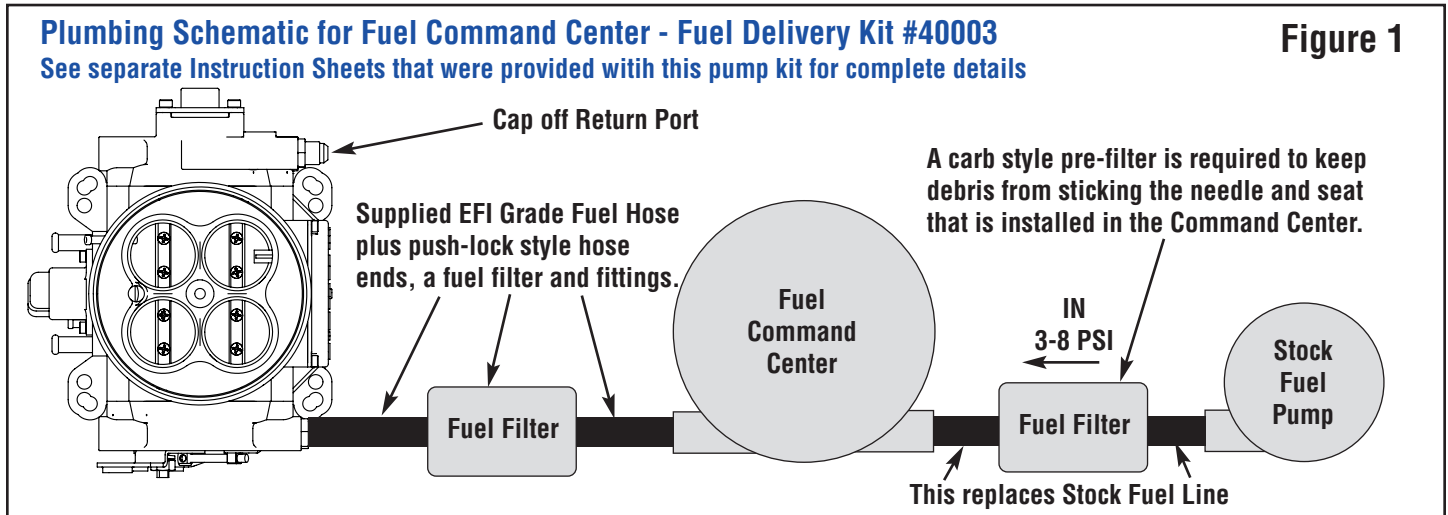 Plumbing Schematic for Fuel Command Center - Fuel Delivery Kit #40003
Figure 1
See separate Instruction Sheets that were provided witih this pump kit for complete details
Cap off Return Port
A carb style pre-filter is required to keep
debris from sticking the needle and seat
that is installed in the Command Center.
Supplied EFI Grade Fuel Hose
plus push-lock style hose
ends, a fuel filter and fittings.
Fuel
Command
Center
IN
3-8 PSI
Stock
Fuel
Pump
Fuel Filter
Fuel Filter
This replaces Stock Fuel Line